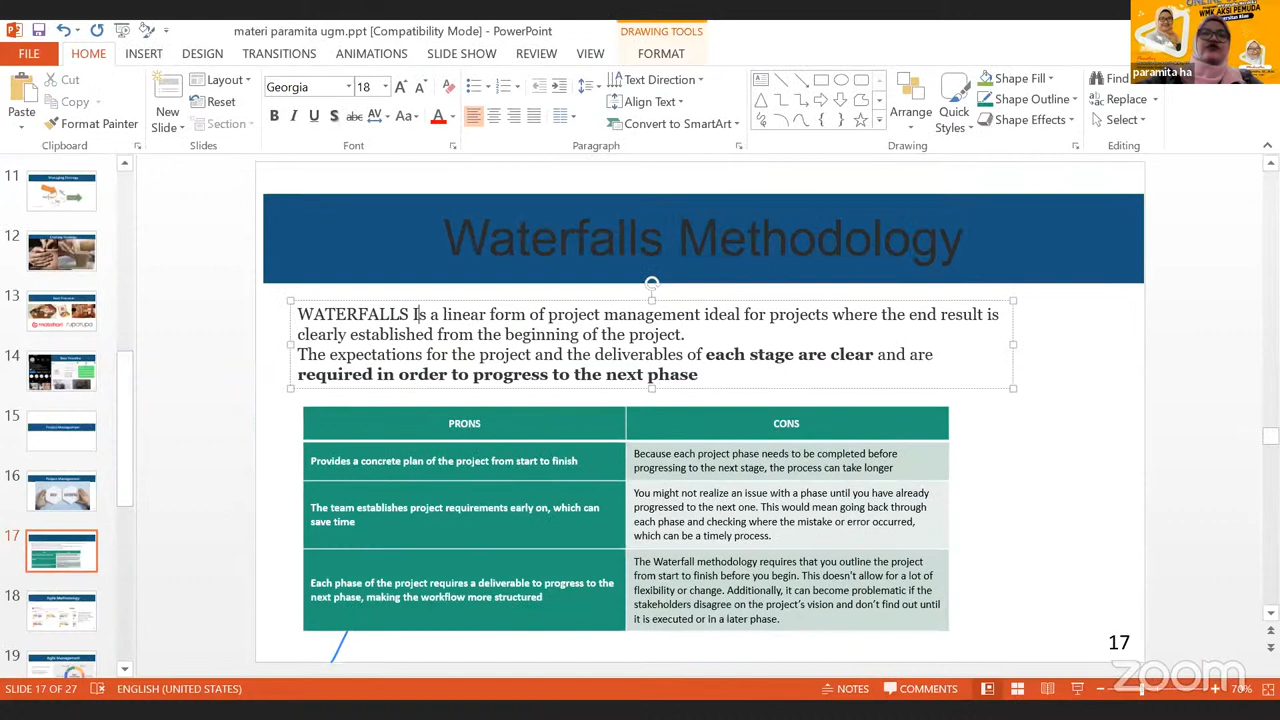 materi paramita ugm.ppt [Compatibility Mode] - PowerPoint
DRAWING TOOLS
WMK AKSI PEMUDA
paramita ha
FILE HOME INSERT DESIGN TRANSITIONS ANIMATIONS SLIDE SHOW REVIEW VIEW FORMAT
Paste
Cut
Copy
Format Painter
Clipboard
New Slide
Layout
Reset
Section
Slides
Georgia 18
B I U S abc AV Aa A
Font
Text Direction
Align Text
Convert to SmartArt
Paragraph
Arrange
Quick Styles
Shape Fill
Shape Outline
Shape Effects
Drawing
Find
Replace
Select
Editing
11
12
13
14
15
16
17
18
19
Waterfalls Methodology
WATERFALLS Is a linear form of project management ideal for projects where the end result is
clearly established from the beginning of the project.
The expectations for the project and the deliverables of each stage are clear and are
required in order to progress to the next phase
PRONS CONS
Provides a concrete plan of the project from start to finish
Because each project phase needs to be completed before
progressing to the next stage, the process can take longer
The team establishes project requirements early on, which can
save time
You might not realize an issue with a phase until you have already
progressed to the next one. This would mean going back through
each phase and checking where the mistake or error occurred,
which can be a timely process.
Each phase of the project requires a deliverable to progress to the
next phase, making the workflow more structured
The Waterfall methodology requires that you outline the project
from start to finish before you begin. This doesn't allow for a lot of
flexibility or change. Additionally, it can become problematic if the
stakeholders disagree on the project's vision and don't find out until
it is executed or in a later phase.
17
zoom
SLIDE 17 OF 27 ENGLISH (UNITED STATES) NOTES COMMENTS 70%